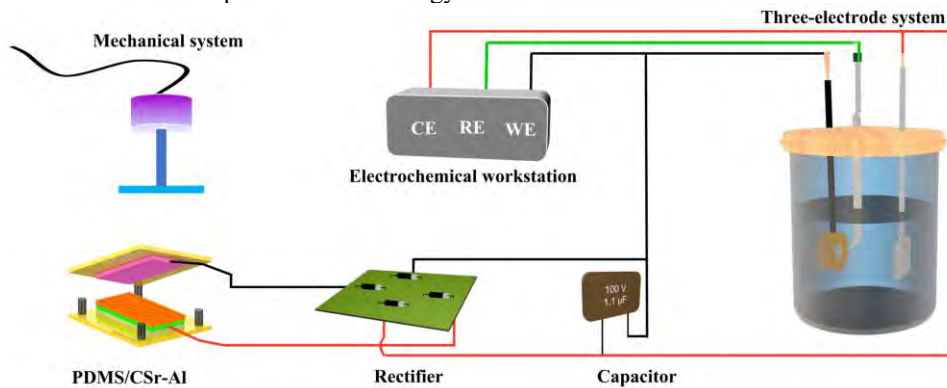 Three-electrode system
Mechanical system
CE RE WE
Electrochemical workstation
100 V
1.1 µF
PDMS/CSr-Al
Rectifier
Capacitor